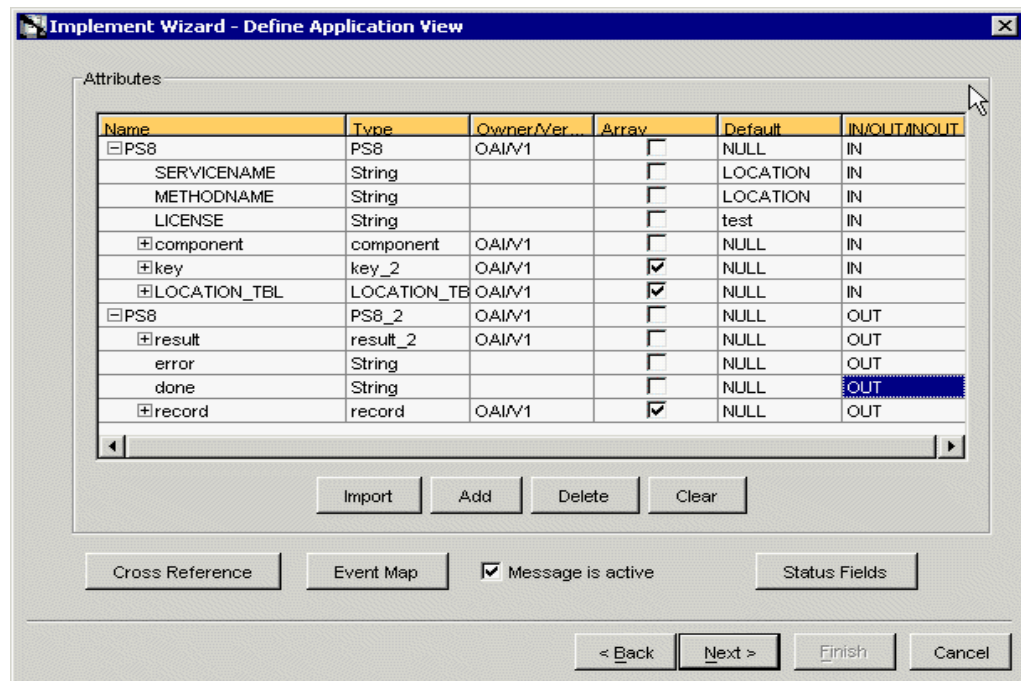 Implement Wizard - Define Application View
Attributes
Name Type Owner/Ver... Array Default IN/OUT/INOUT
PS8 PS8 OAI/V1 NULL IN
SERVICENAME String LOCATION IN
METHODNAME String LOCATION IN
LICENSE String test IN
component component OAI/V1 NULL IN
key key_2 OAI/V1 NULL IN
LOCATION_TBL LOCATION_TB OAI/V1 NULL IN
PS8 PS8_2 OAI/V1 NULL OUT
result result_2 OAI/V1 NULL OUT
error String NULL OUT
done String NULL OUT
record record OAI/V1 NULL OUT
Import Add Delete Clear
Cross Reference Event Map Message is active Status Fields
< Back Next > Finish Cancel